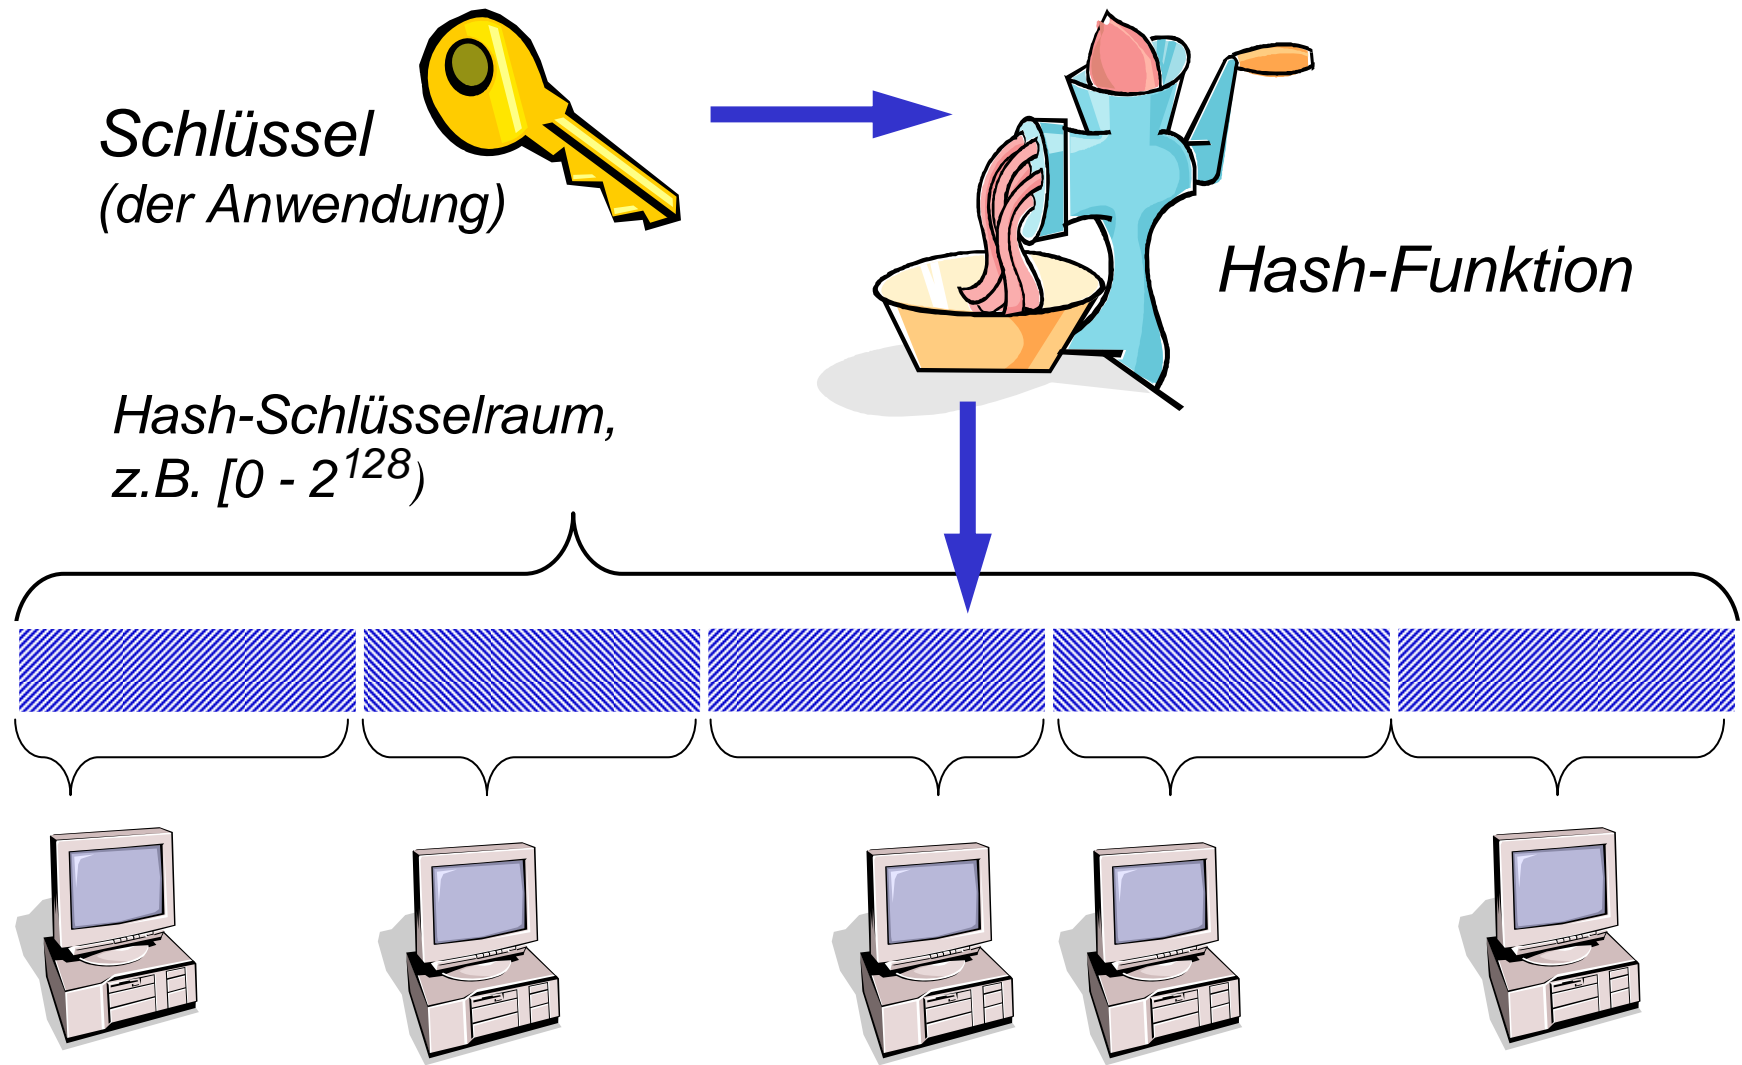 Schlüssel
(der Anwendung)
Hash-Funktion
Hash-Schlüsselraum,
z.B. [0 - 2¹²⁸)